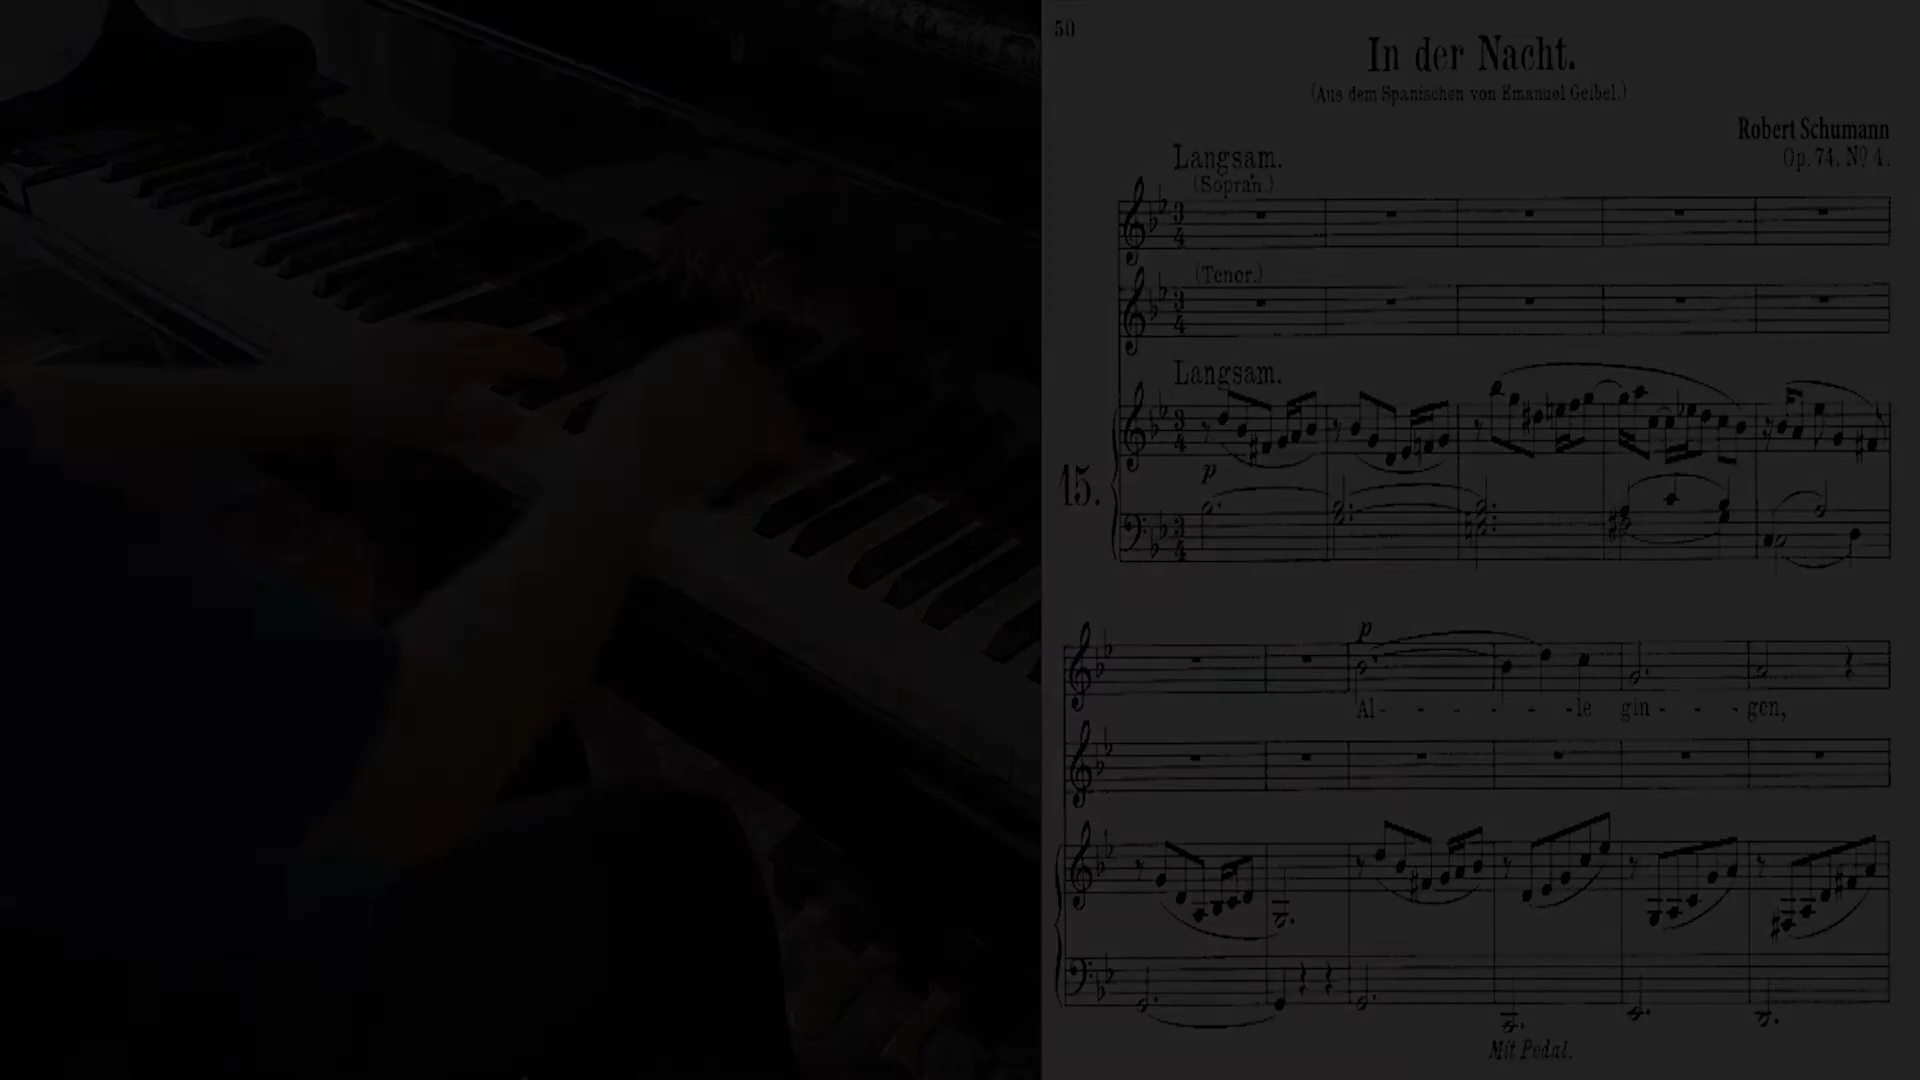 50
In der Nacht.
(Aus dem Spanischen von Emanuel Geibel.)
Robert Schumann
Op. 74. Nº 4.
Langsam.
(Sopran.)
(Tenor.)
Langsam.
p
15.
p
Al - - - - - le gin - - - gen,
Mit Pedal.